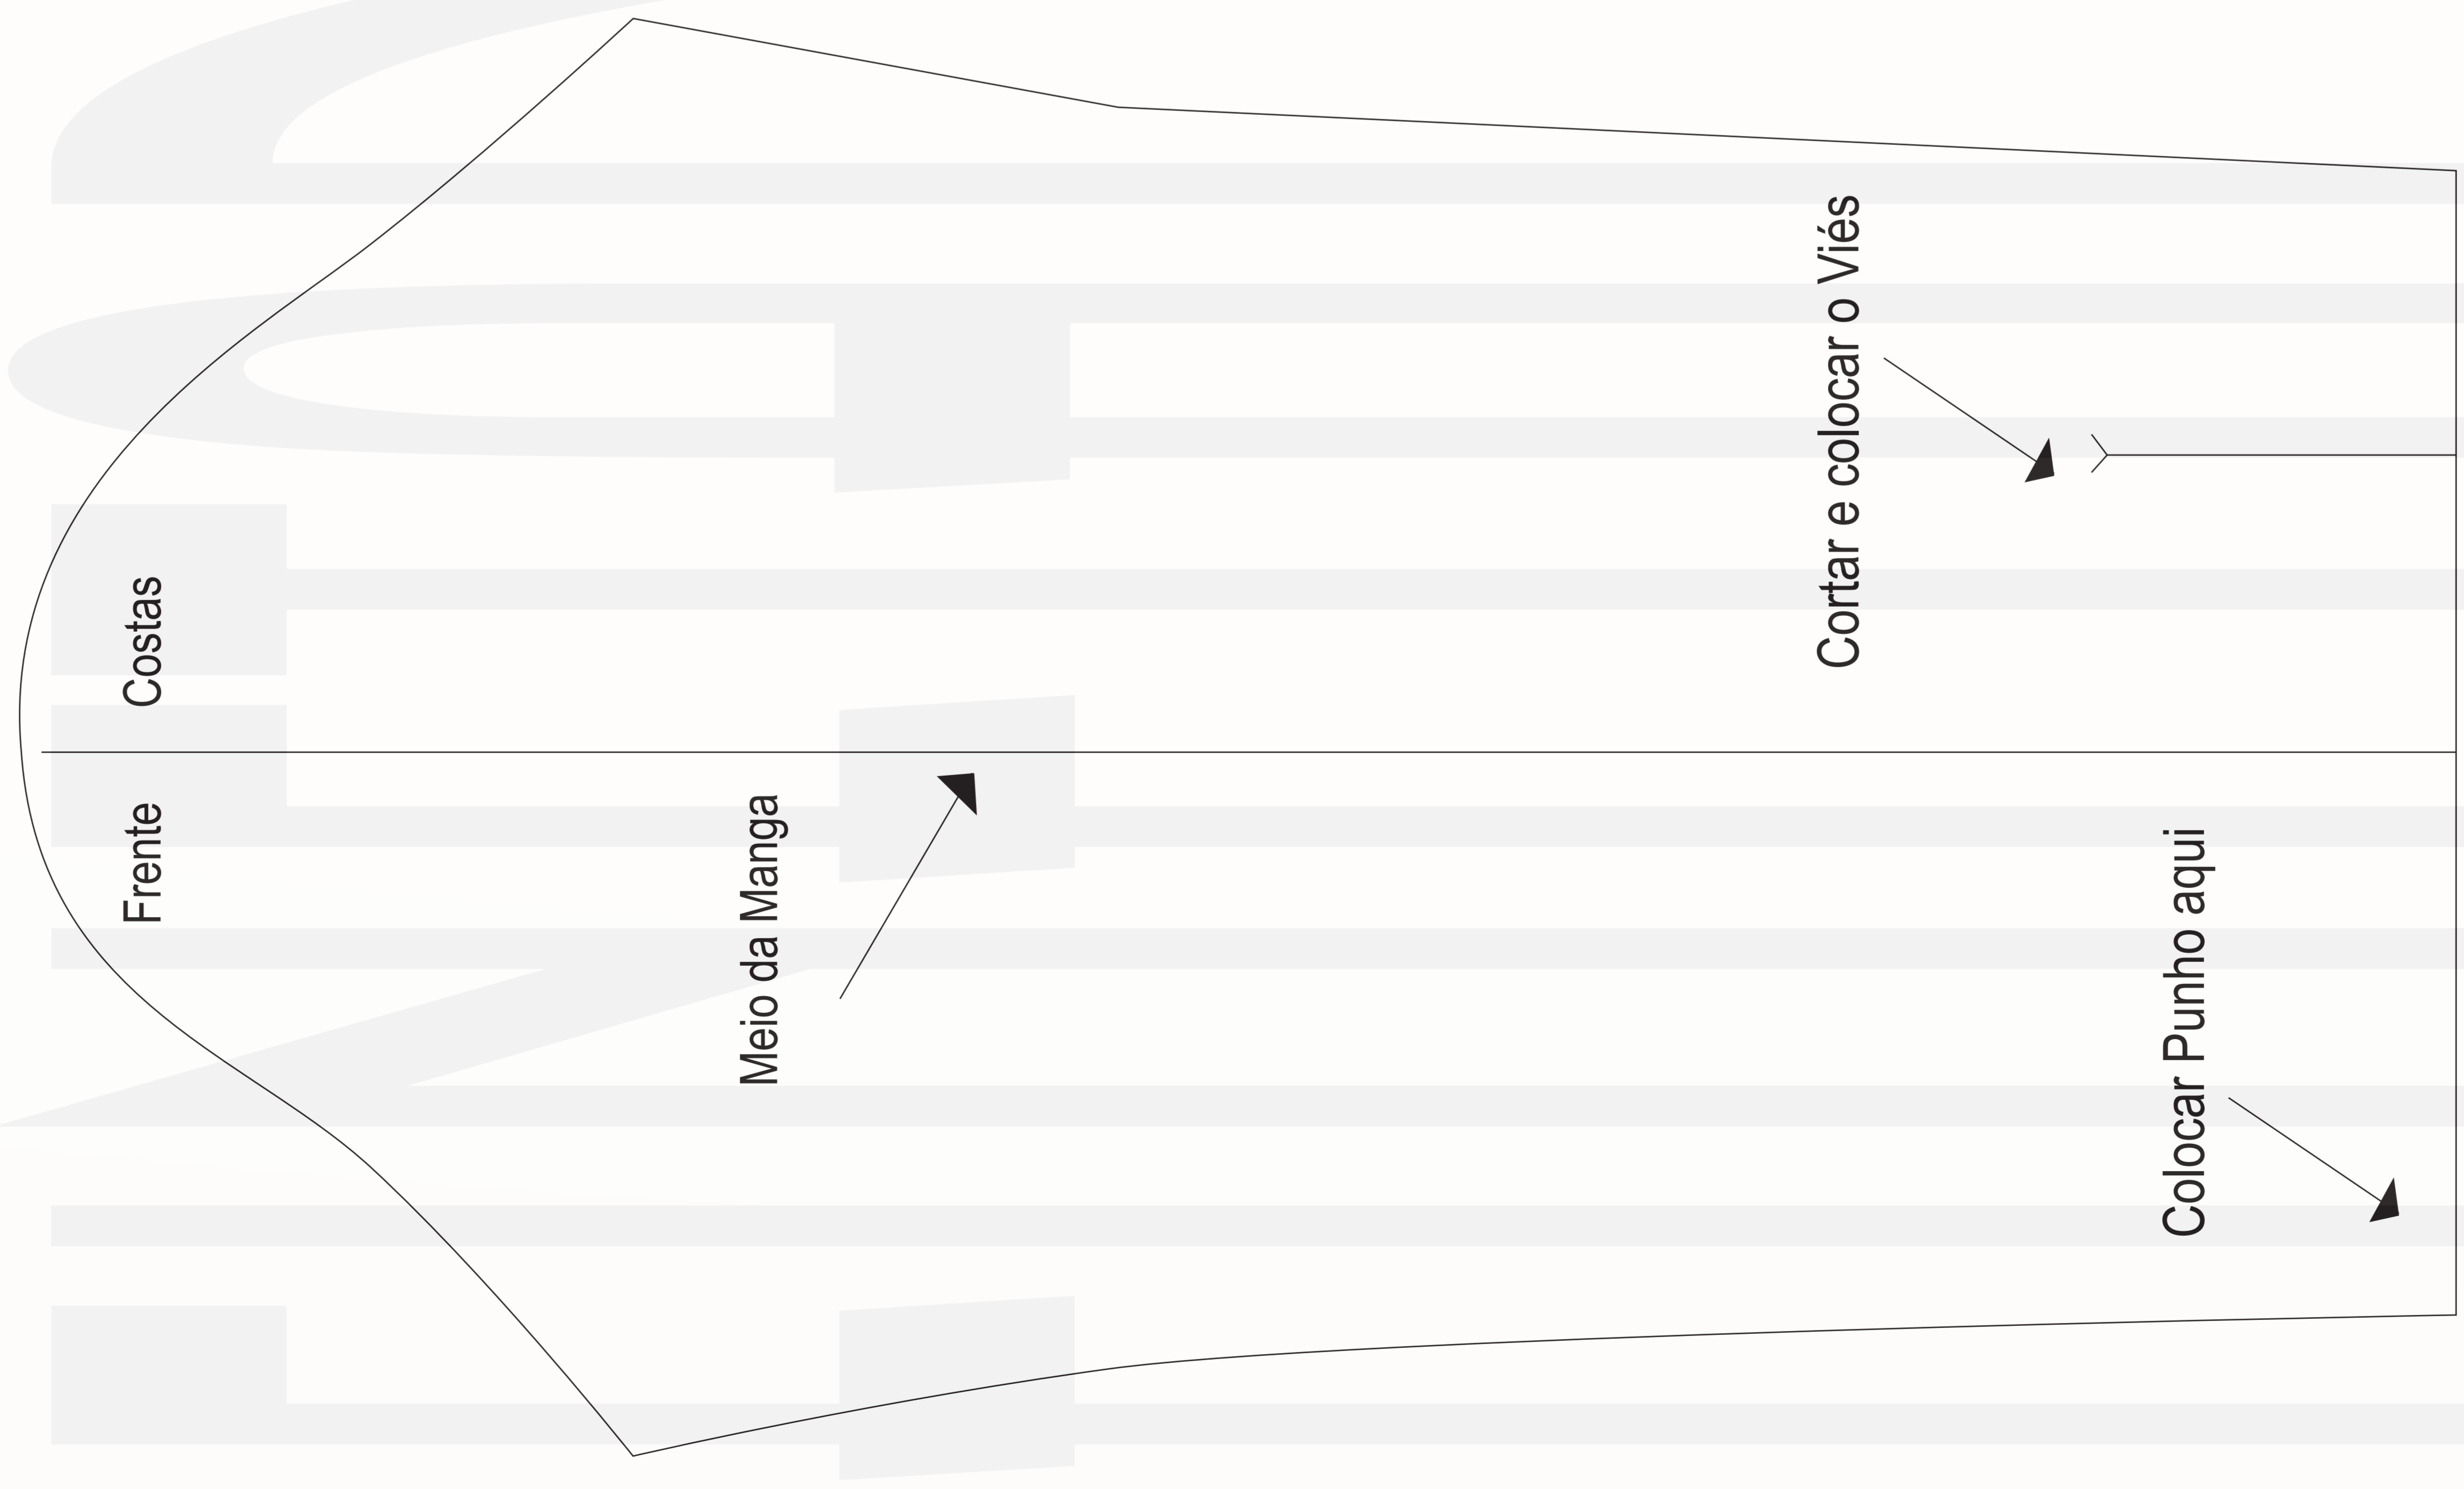 Costas
Frente
Meio da Manga
Cortar e colocar o Viés
Colocar Punho aqui